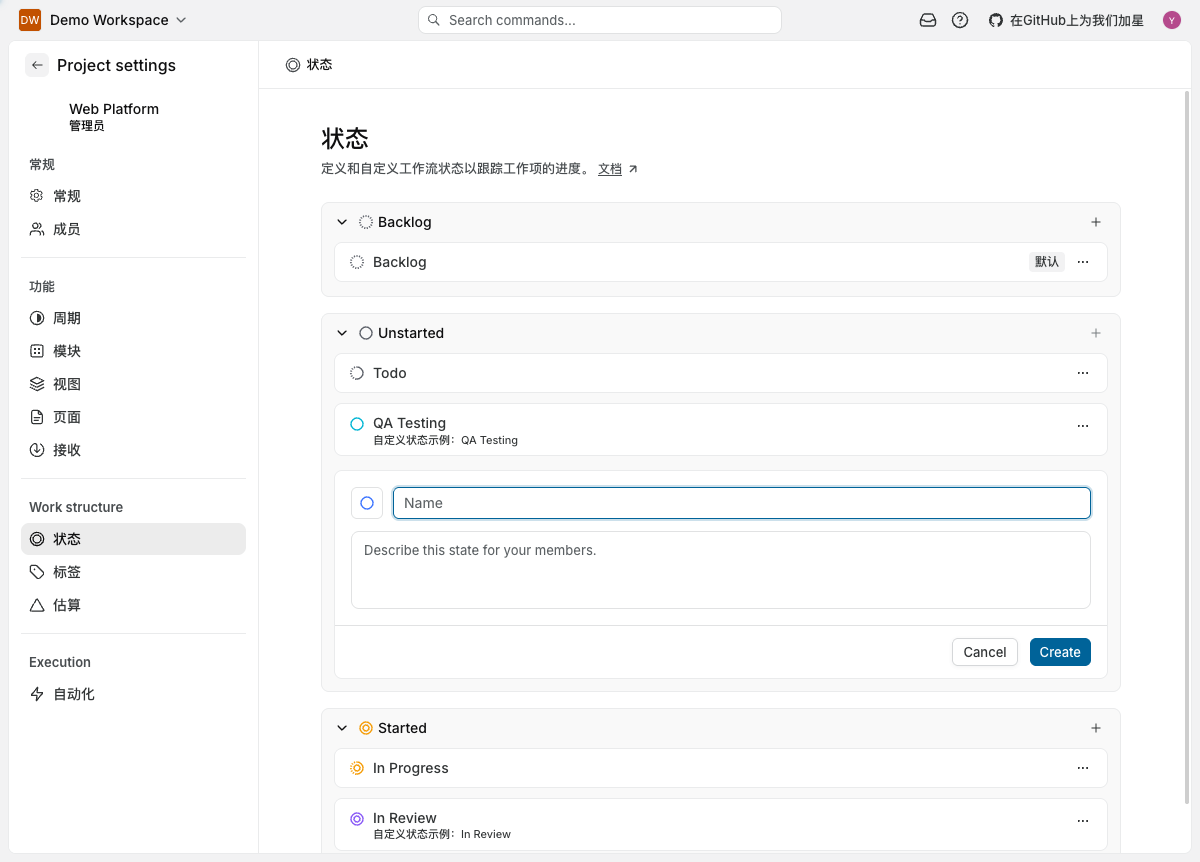 DW Demo Workspace
Search commands...
在GitHub上为我们加星
Y
Project settings
Web Platform
管理员
常规
常规
成员
功能
周期
模块
视图
页面
接收
Work structure
状态
标签
估算
Execution
自动化
状态
状态
定义和自定义工作流状态以跟踪工作项的进度。 文档
Backlog
Backlog
默认
Unstarted
Todo
QA Testing
自定义状态示例：QA Testing
Name
Describe this state for your members.
Cancel
Create
Started
In Progress
In Review
自定义状态示例：In Review